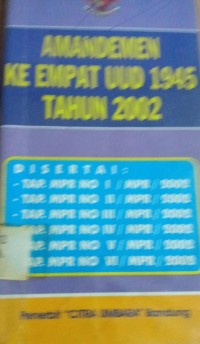 AMANDEMEN
KE EMPAT UUD 1945
TAHUN 2002
DISERTAI :
- TAP. MPR NO I // MPR // 2002
- TAP. MPR NO II // MPR // 2002
- TAP. MPR NO III // MPR // 2002
TAP. MPR NO IV // MPR // 2002
TAP. MPR NO V // MPR // 2002
TAP. MPR NO VI // MPR // 2002
Penerbit "CITRA UMBARA" Bandung